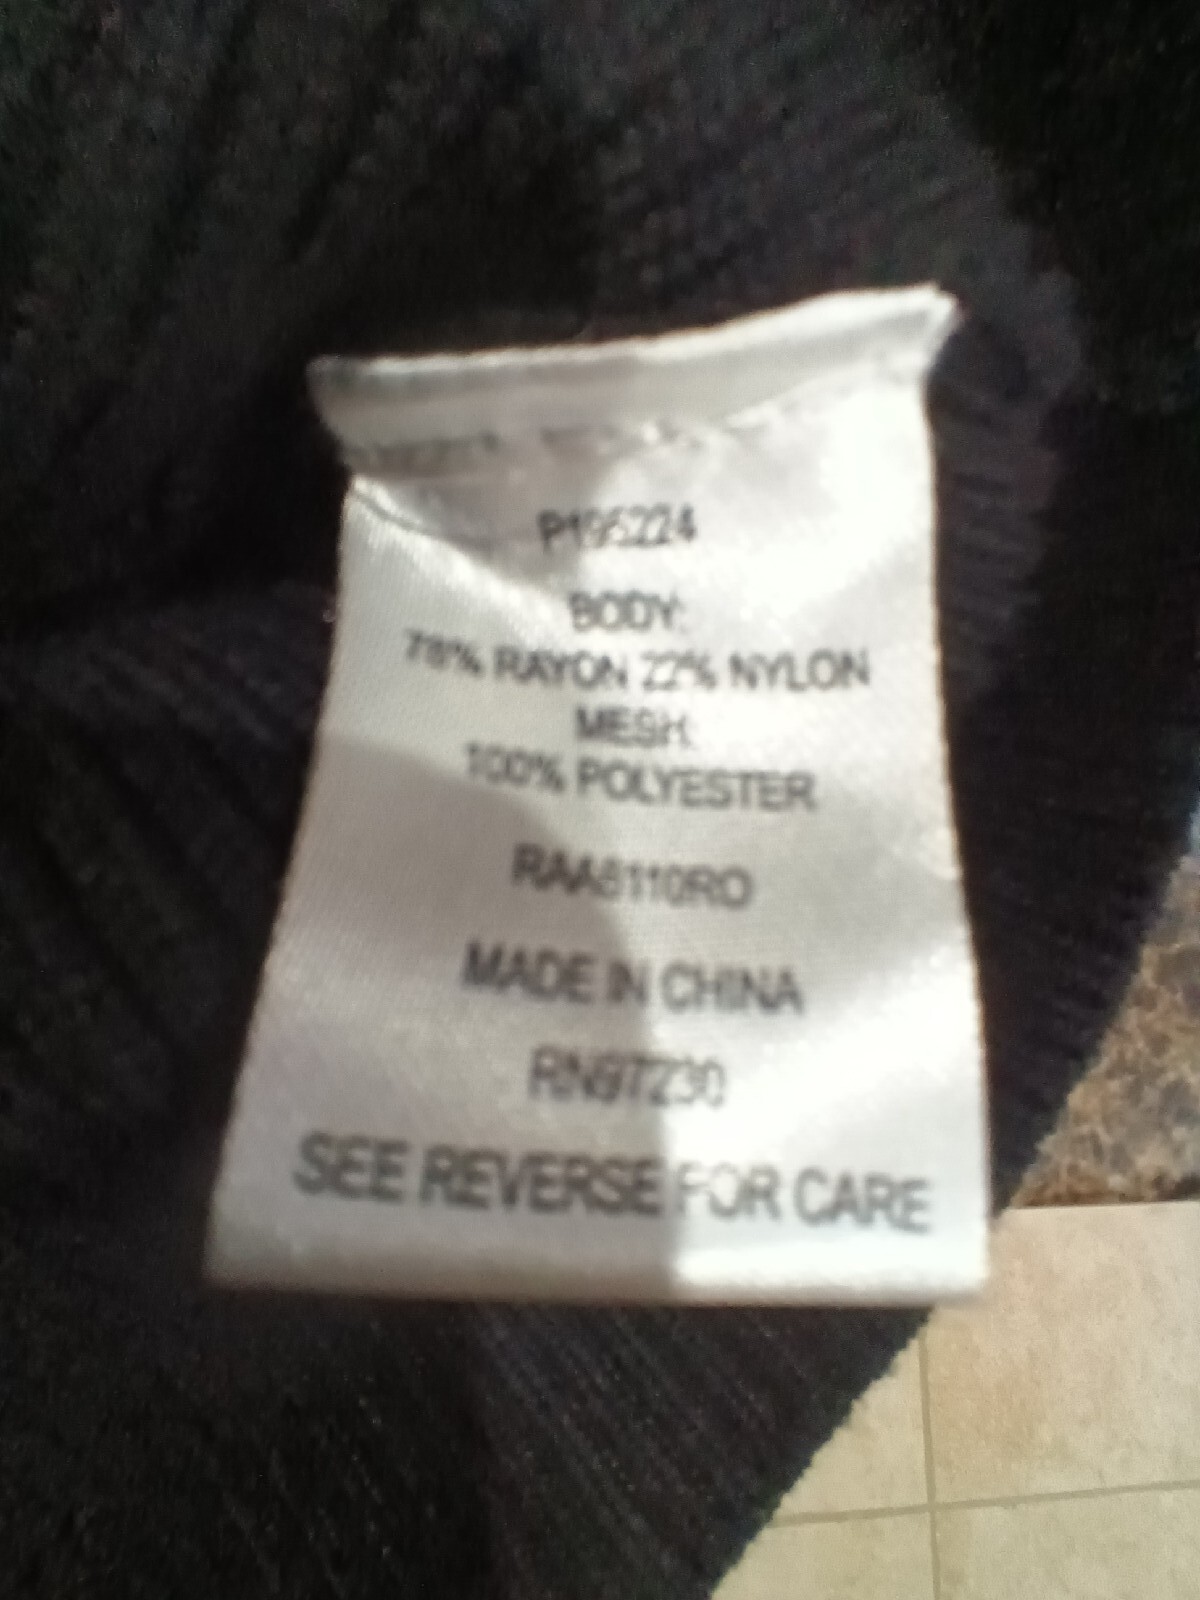 P195224
BODY:
78% RAYON 22% NYLON
MESH:
100% POLYESTER
RAA8110RO
MADE IN CHINA
RN97230
SEE REVERSE FOR CARE